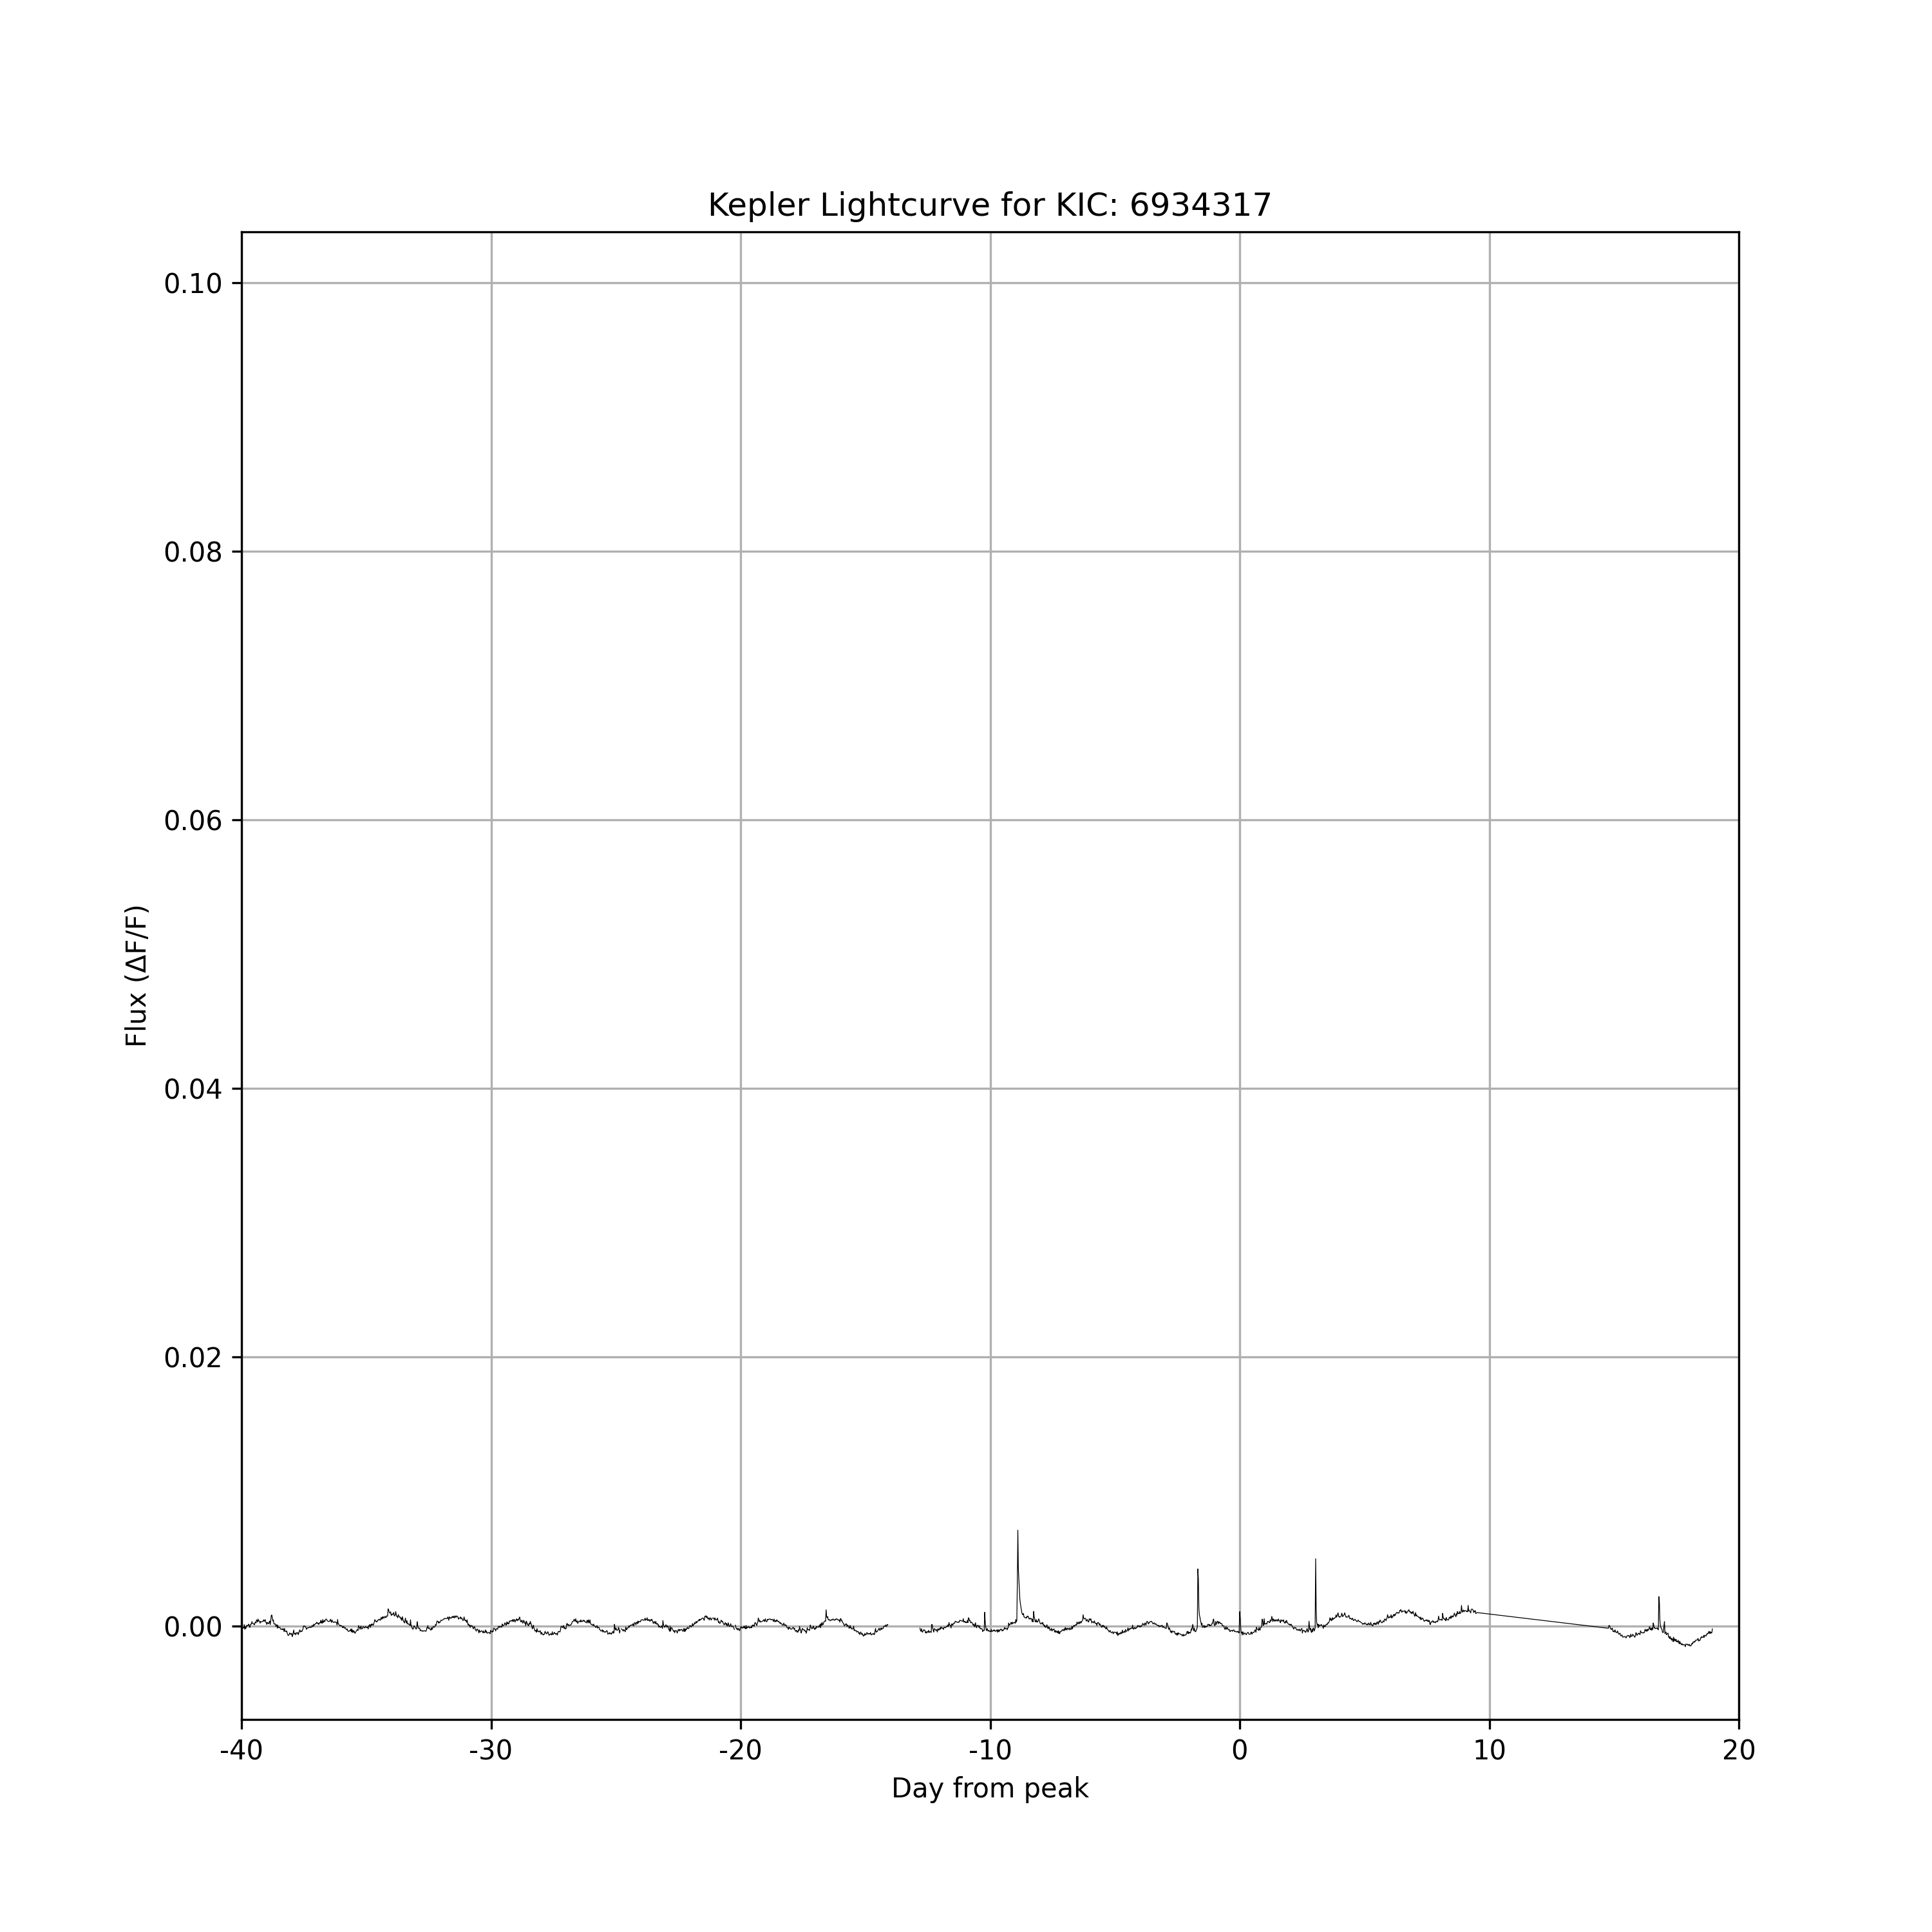 Kepler Lightcurve for KIC: 6934317
0.10
0.08
0.06
0.04
0.02
0.00
Flux (ΔF/F)
-40 -30 -20 -10 0 10 20
Day from peak